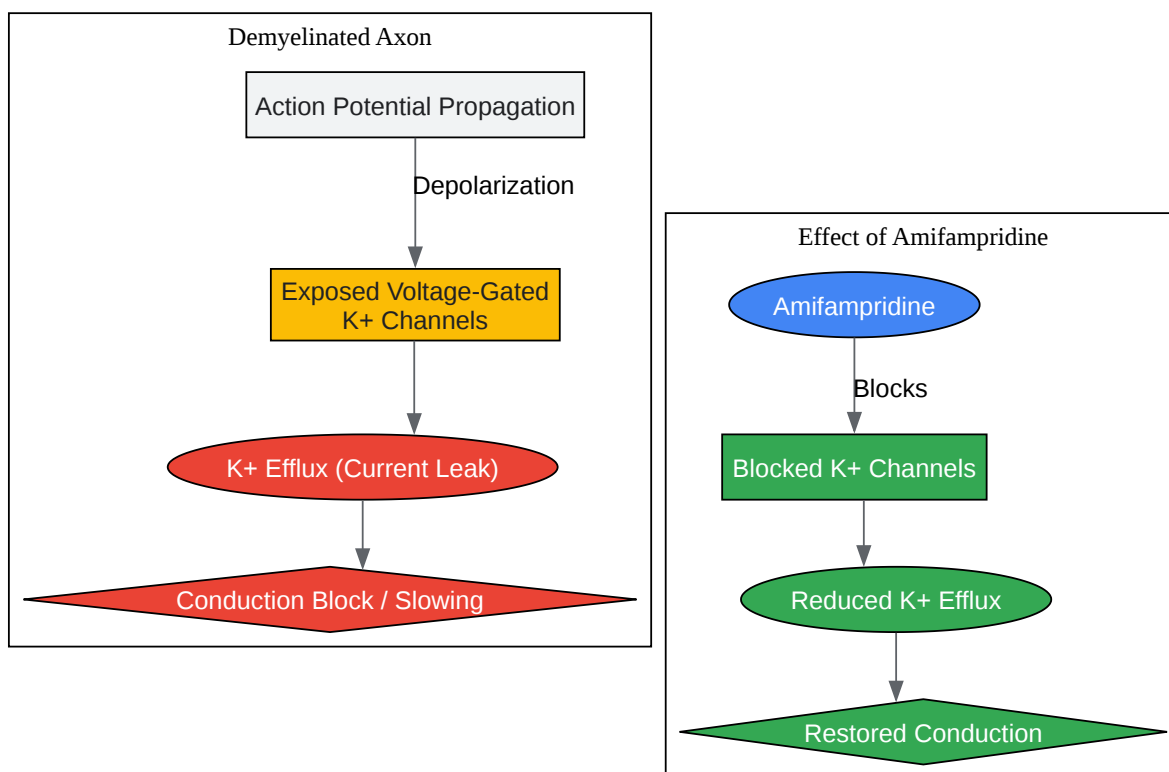 Demyelinated Axon
Action Potential Propagation
Depolarization
Exposed Voltage-Gated
K+ Channels
K+ Efflux (Current Leak)
Conduction Block / Slowing
Effect of Amifampridine
Amifampridine
Blocks
Blocked K+ Channels
Reduced K+ Efflux
Restored Conduction